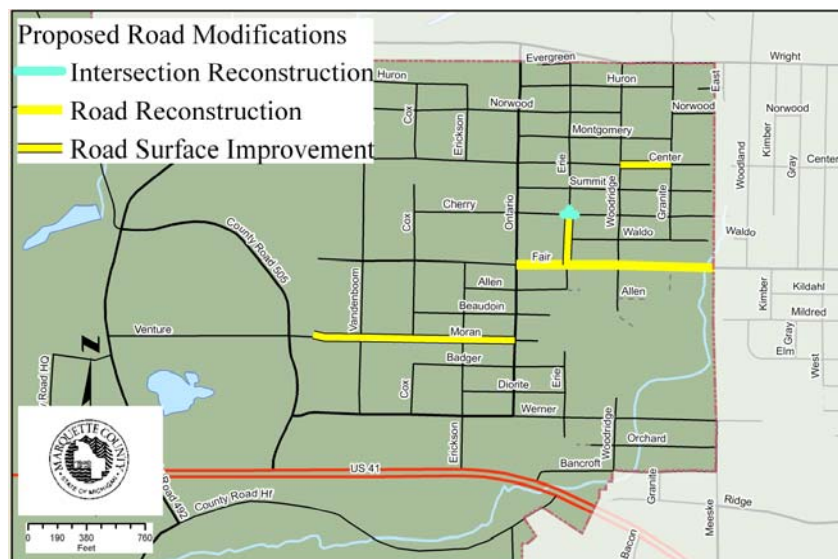 Proposed Road Modifications
Intersection Reconstruction
Road Reconstruction
Road Surface Improvement
Evergreen
Wright
Huron
Huron
East
Norwood
Norwood
Norwood
Cox
Erickson
Montgomery
Kimber
Gray
Erie
Center
Center
Woodland
Summit
Woodridge
Granite
Cherry
Ontario
Cox
County Road 505
Waldo
Waldo
Fair
Vandenboom
Allen
Allen
Kildahl
Kimber
Beaudoin
Mildred
Venture
Moran
Gray
Elm
West
Badger
Road HQ
Z
Cox
Diorite
Erie
Werner
Erickson
Woodridge
Orchard
MARQUETTE COUNTY
STATE OF MICHIGAN
US 41
Bancroft
Road 492
County Road Hf
Granite
Meeske
Ridge
Bacon
0 190 380 760
Feet